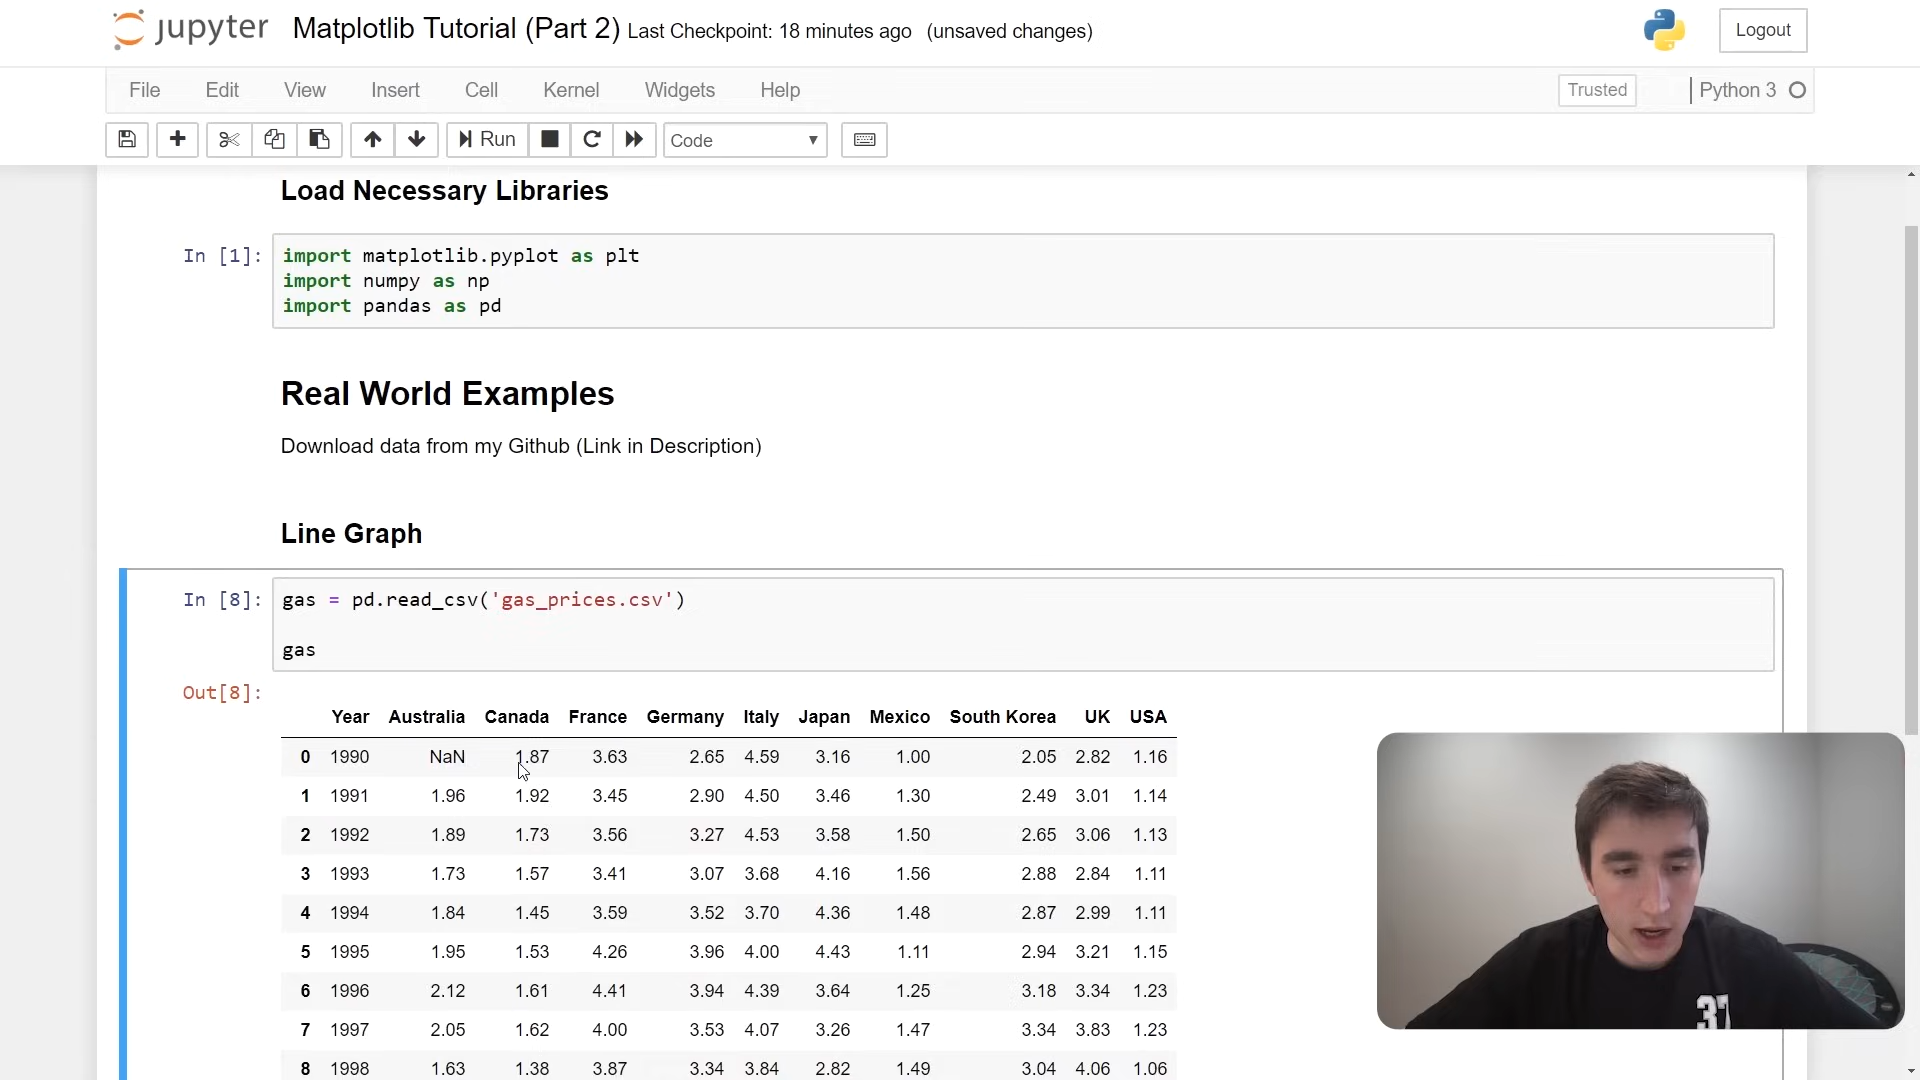 jupyter Matplotlib Tutorial (Part 2) Last Checkpoint: 18 minutes ago (unsaved changes) Logout
File Edit View Insert Cell Kernel Widgets Help Trusted Python 3
Run Code
Load Necessary Libraries
In [1]: import matplotlib.pyplot as plt
import numpy as np
import pandas as pd
Real World Examples
Download data from my Github (Link in Description)
Line Graph
In [8]: gas = pd.read_csv('gas_prices.csv')
gas
Out[8]:
Year Australia Canada France Germany Italy Japan Mexico South Korea UK USA
0 1990 NaN 1.87 3.63 2.65 4.59 3.16 1.00 2.05 2.82 1.16
1 1991 1.96 1.92 3.45 2.90 4.50 3.46 1.30 2.49 3.01 1.14
2 1992 1.89 1.73 3.56 3.27 4.53 3.58 1.50 2.65 3.06 1.13
3 1993 1.73 1.57 3.41 3.07 3.68 4.16 1.56 2.88 2.84 1.11
4 1994 1.84 1.45 3.59 3.52 3.70 4.36 1.48 2.87 2.99 1.11
5 1995 1.95 1.53 4.26 3.96 4.00 4.43 1.11 2.94 3.21 1.15
6 1996 2.12 1.61 4.41 3.94 4.39 3.64 1.25 3.18 3.34 1.23
7 1997 2.05 1.62 4.00 3.53 4.07 3.26 1.47 3.34 3.83 1.23
8 1998 1.63 1.38 3.87 3.34 3.84 2.82 1.49 3.04 4.06 1.06
37